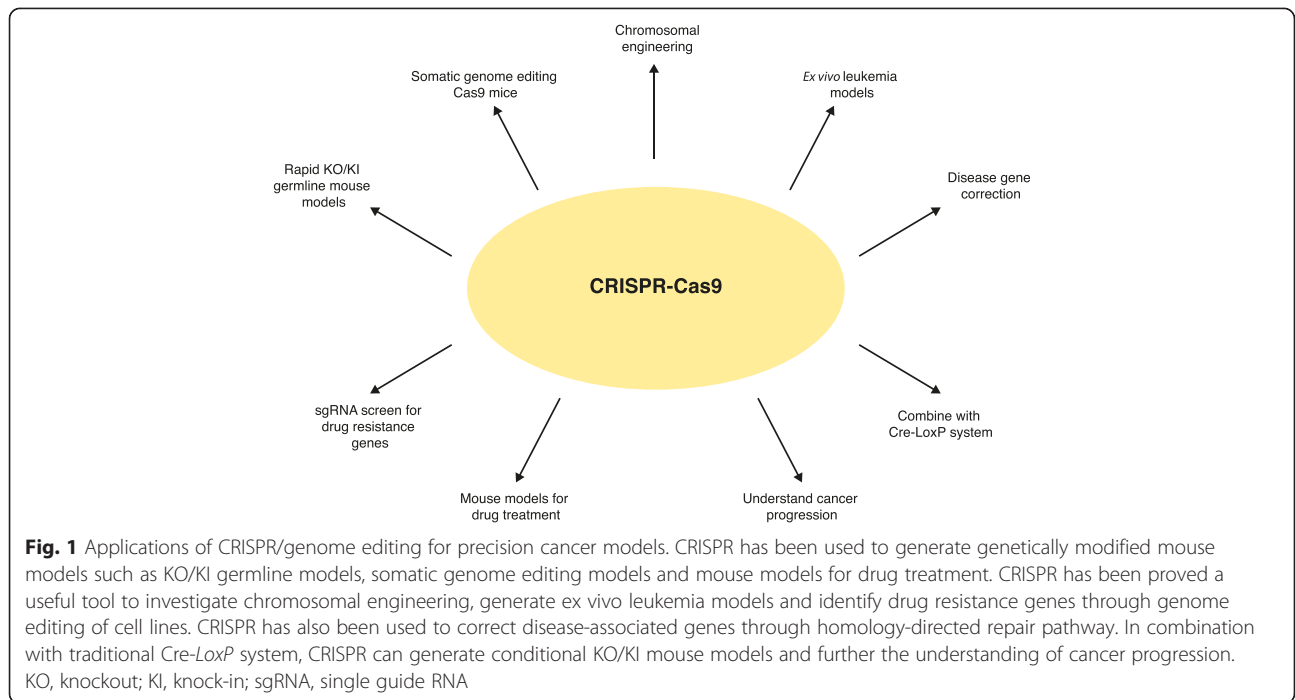 Chromosomal
engineering
Somatic genome editing
Cas9 mice
Ex vivo leukemia
models
Rapid KO/KI
germline mouse
models
Disease gene
correction
CRISPR-Cas9
sgRNA screen for
drug resistance
genes
Combine with
Cre-LoxP system
Mouse models for
drug treatment
Understand cancer
progression
Fig. 1 Applications of CRISPR/genome editing for precision cancer models. CRISPR has been used to generate genetically modified mouse
models such as KO/KI germline models, somatic genome editing models and mouse models for drug treatment. CRISPR has been proved a
useful tool to investigate chromosomal engineering, generate ex vivo leukemia models and identify drug resistance genes through genome
editing of cell lines. CRISPR has also been used to correct disease-associated genes through homology-directed repair pathway. In combination
with traditional Cre-LoxP system, CRISPR can generate conditional KO/KI mouse models and further the understanding of cancer progression.
KO, knockout; KI, knock-in; sgRNA, single guide RNA